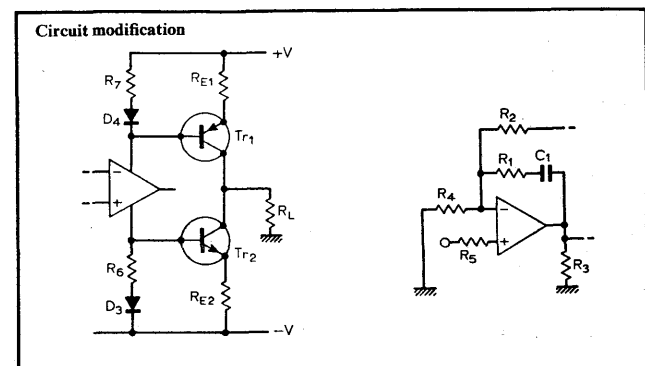 Circuit modification
+V
R7
RE1
D4
Tr1
−
+
RL
Tr2
R6
RE2
D3
−V
R2
R1
C1
R4
−
+
R5
R3